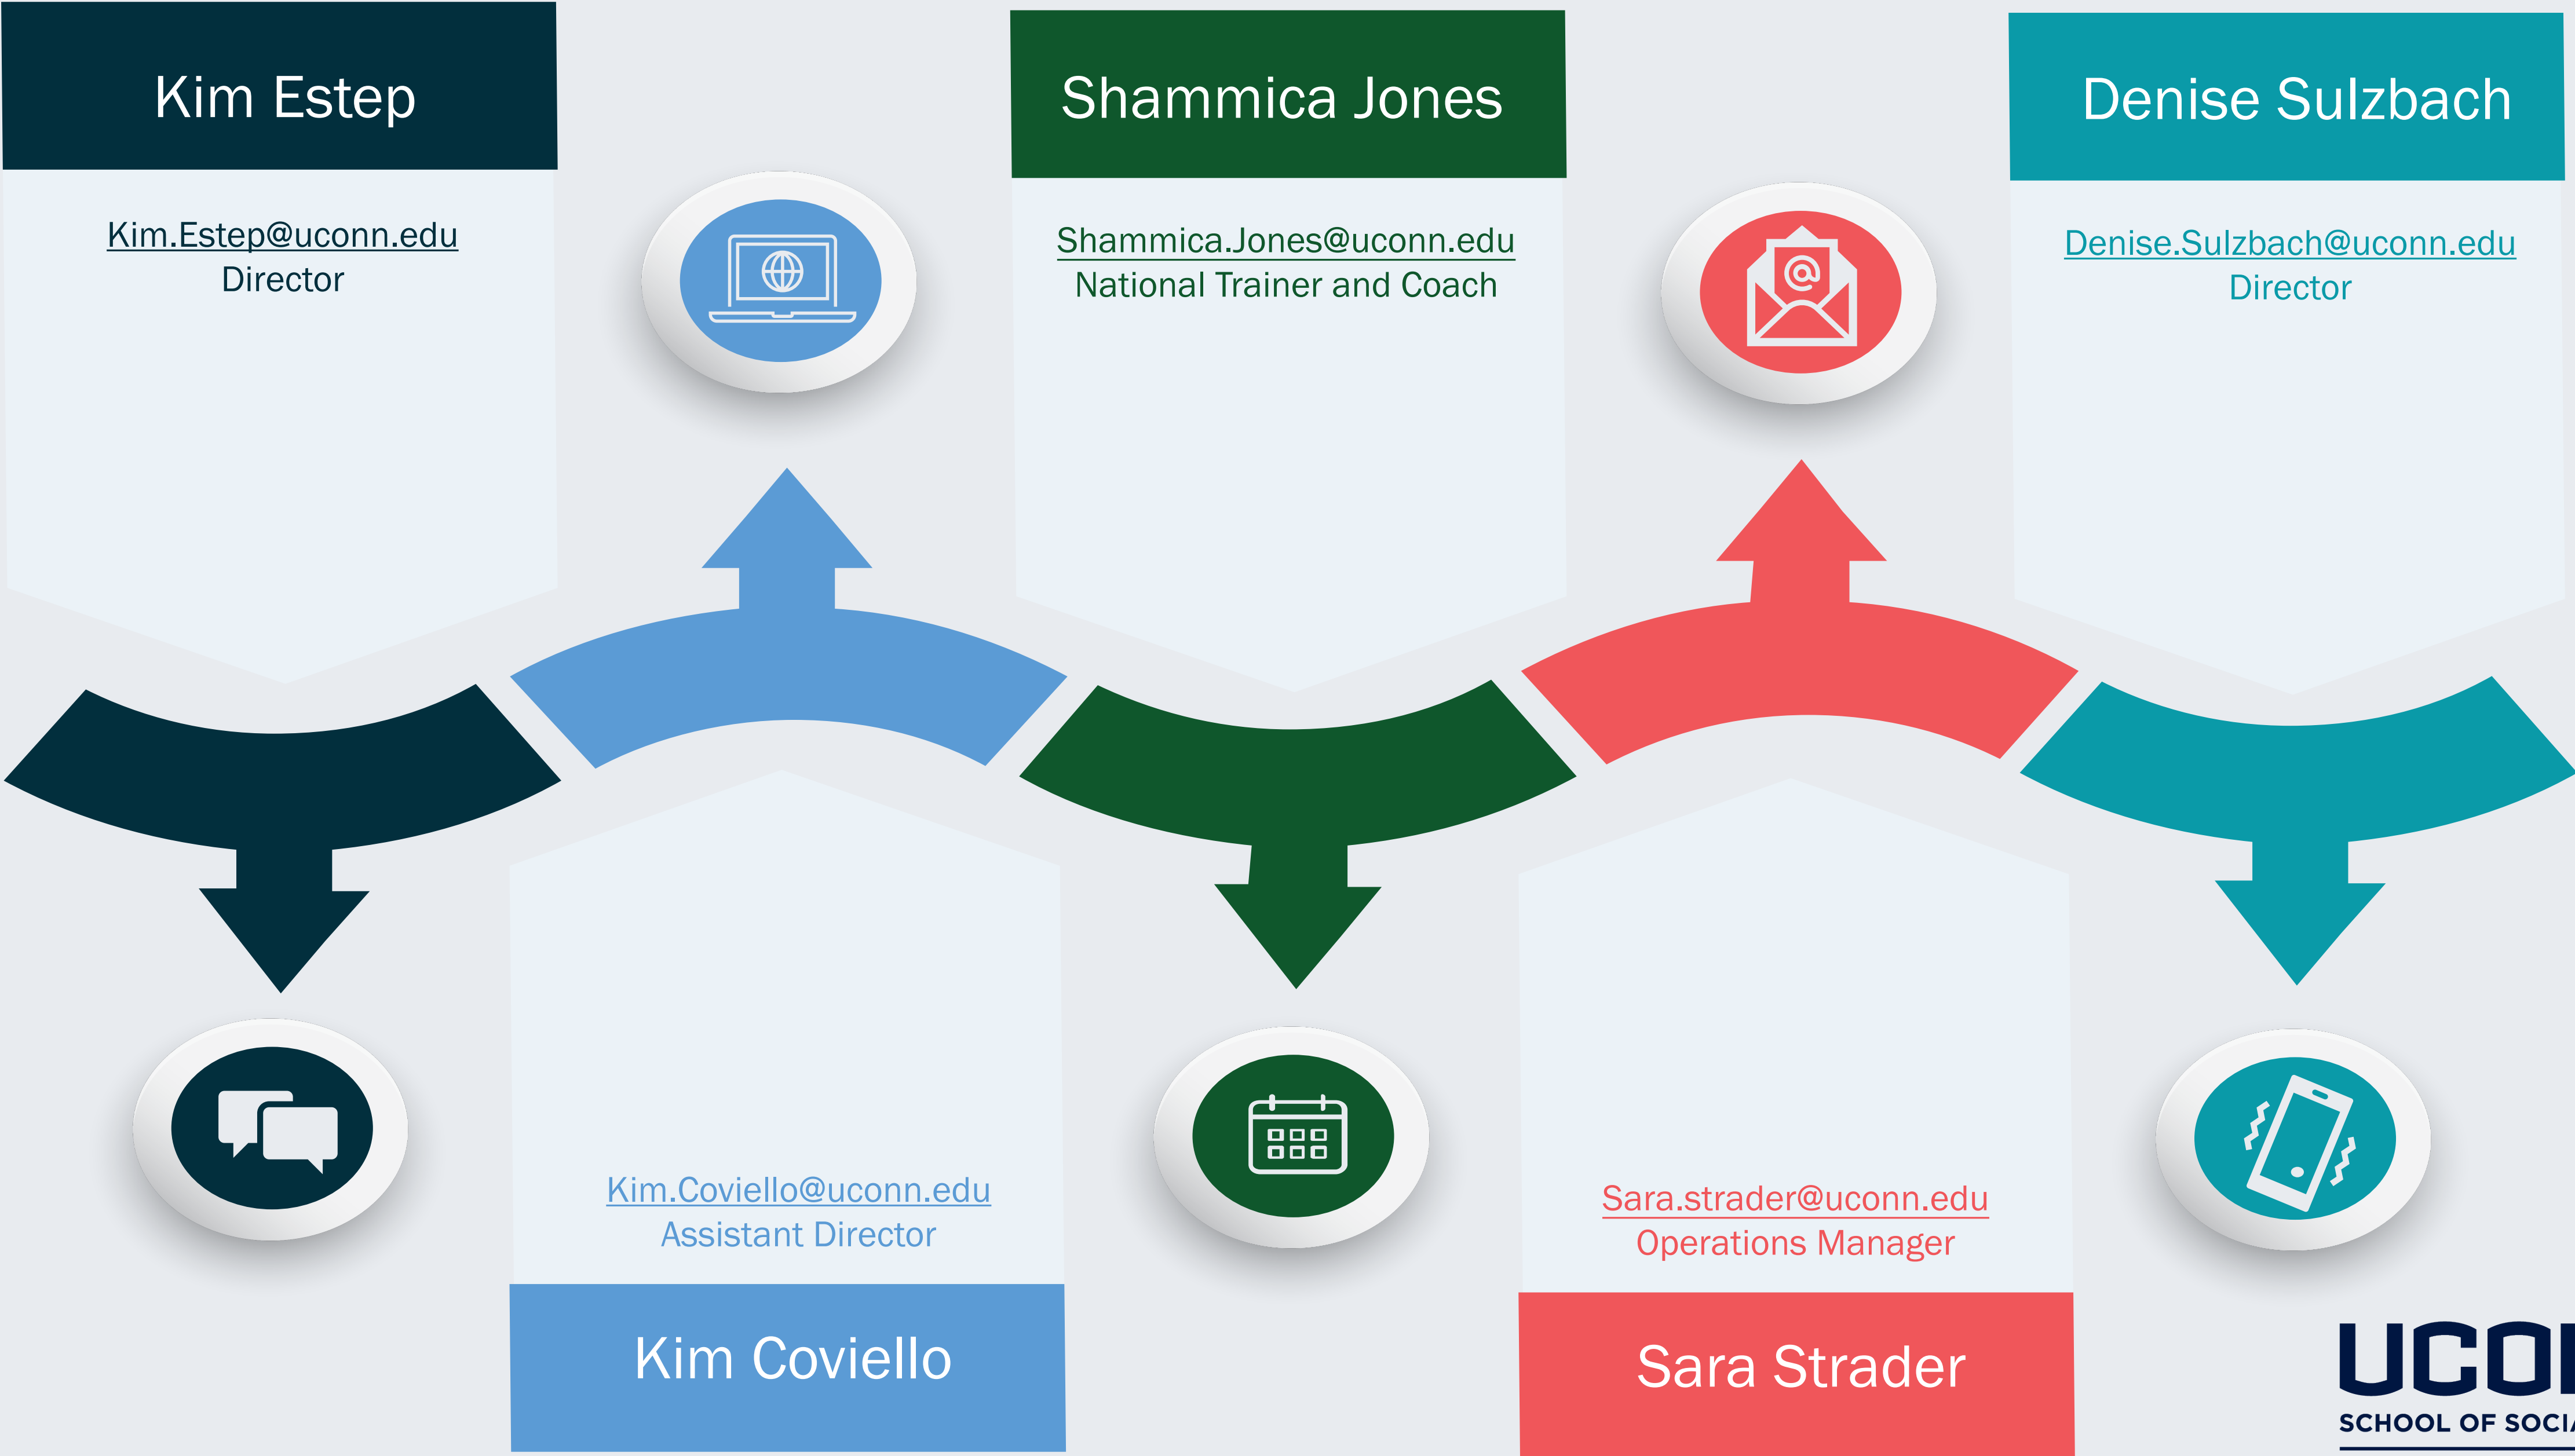 Kim Estep
Kim.Estep@uconn.edu
Director
Shammica Jones
Shammica.Jones@uconn.edu
National Trainer and Coach
Denise Sulzbach
Denise.Sulzbach@uconn.edu
Director
Kim.Coviello@uconn.edu
Assistant Director
Kim Coviello
Sara.strader@uconn.edu
Operations Manager
Sara Strader
SCHOOL OF